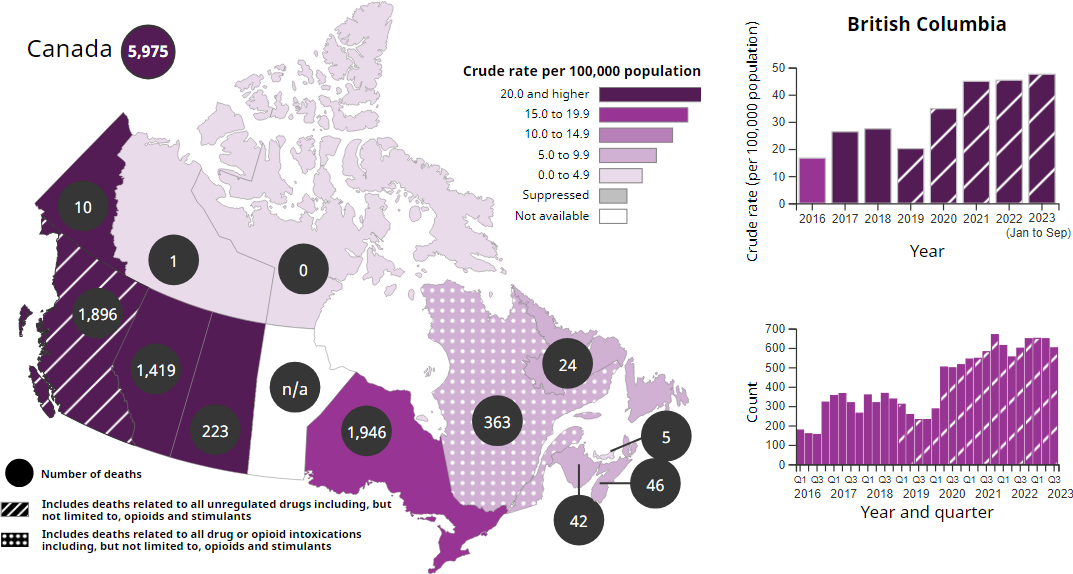 Canada 5,975
Crude rate per 100,000 population
20.0 and higher
15.0 to 19.9
10.0 to 14.9
5.0 to 9.9
0.0 to 4.9
Suppressed
Not available
10
1
0
1,896
1,419
223
n/a
1,946
363
24
5
46
42
Number of deaths
Includes deaths related to all unregulated drugs including, but
not limited to, opioids and stimulants
Includes deaths related to all drug or opioid intoxications
including, but not limited to, opioids and stimulants
British Columbia
Crude rate (per 100,000 population)
50
40
30
20
10
0
2016 2017 2018 2019 2020 2021 2022 2023
(Jan to Sep)
Year
Count
700
600
500
400
300
200
100
0
Q1 Q3 Q1 Q3 Q1 Q3 Q1 Q3 Q1 Q3 Q1 Q3 Q1 Q3 Q1 Q3
2016 2017 2018 2019 2020 2021 2022 2023
Year and quarter